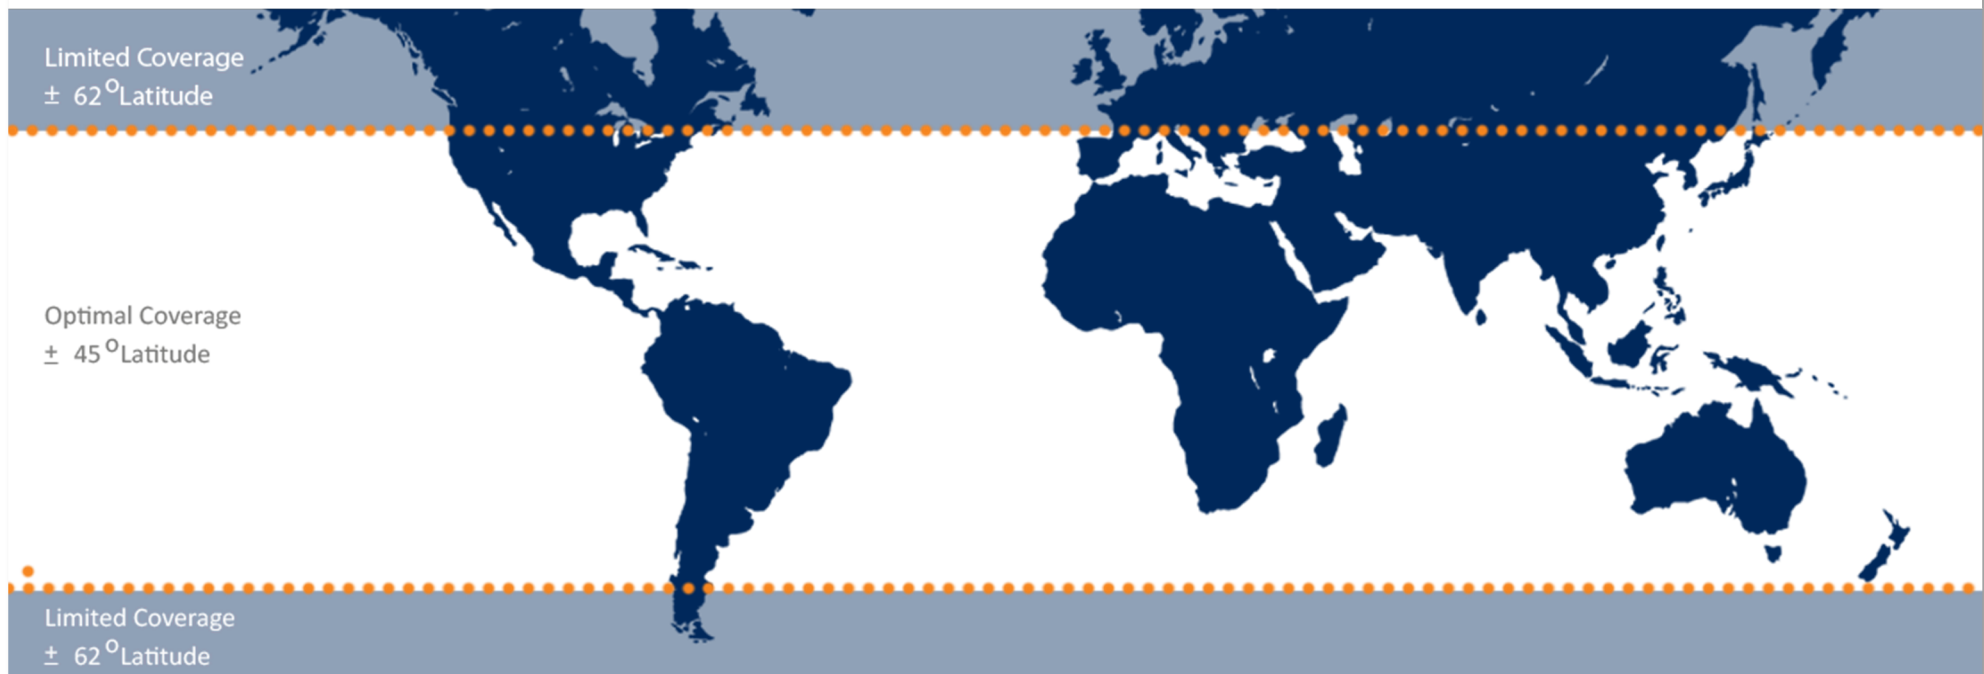 Limited Coverage
± 62°Latitude
Optimal Coverage
± 45°Latitude
Limited Coverage
± 62°Latitude